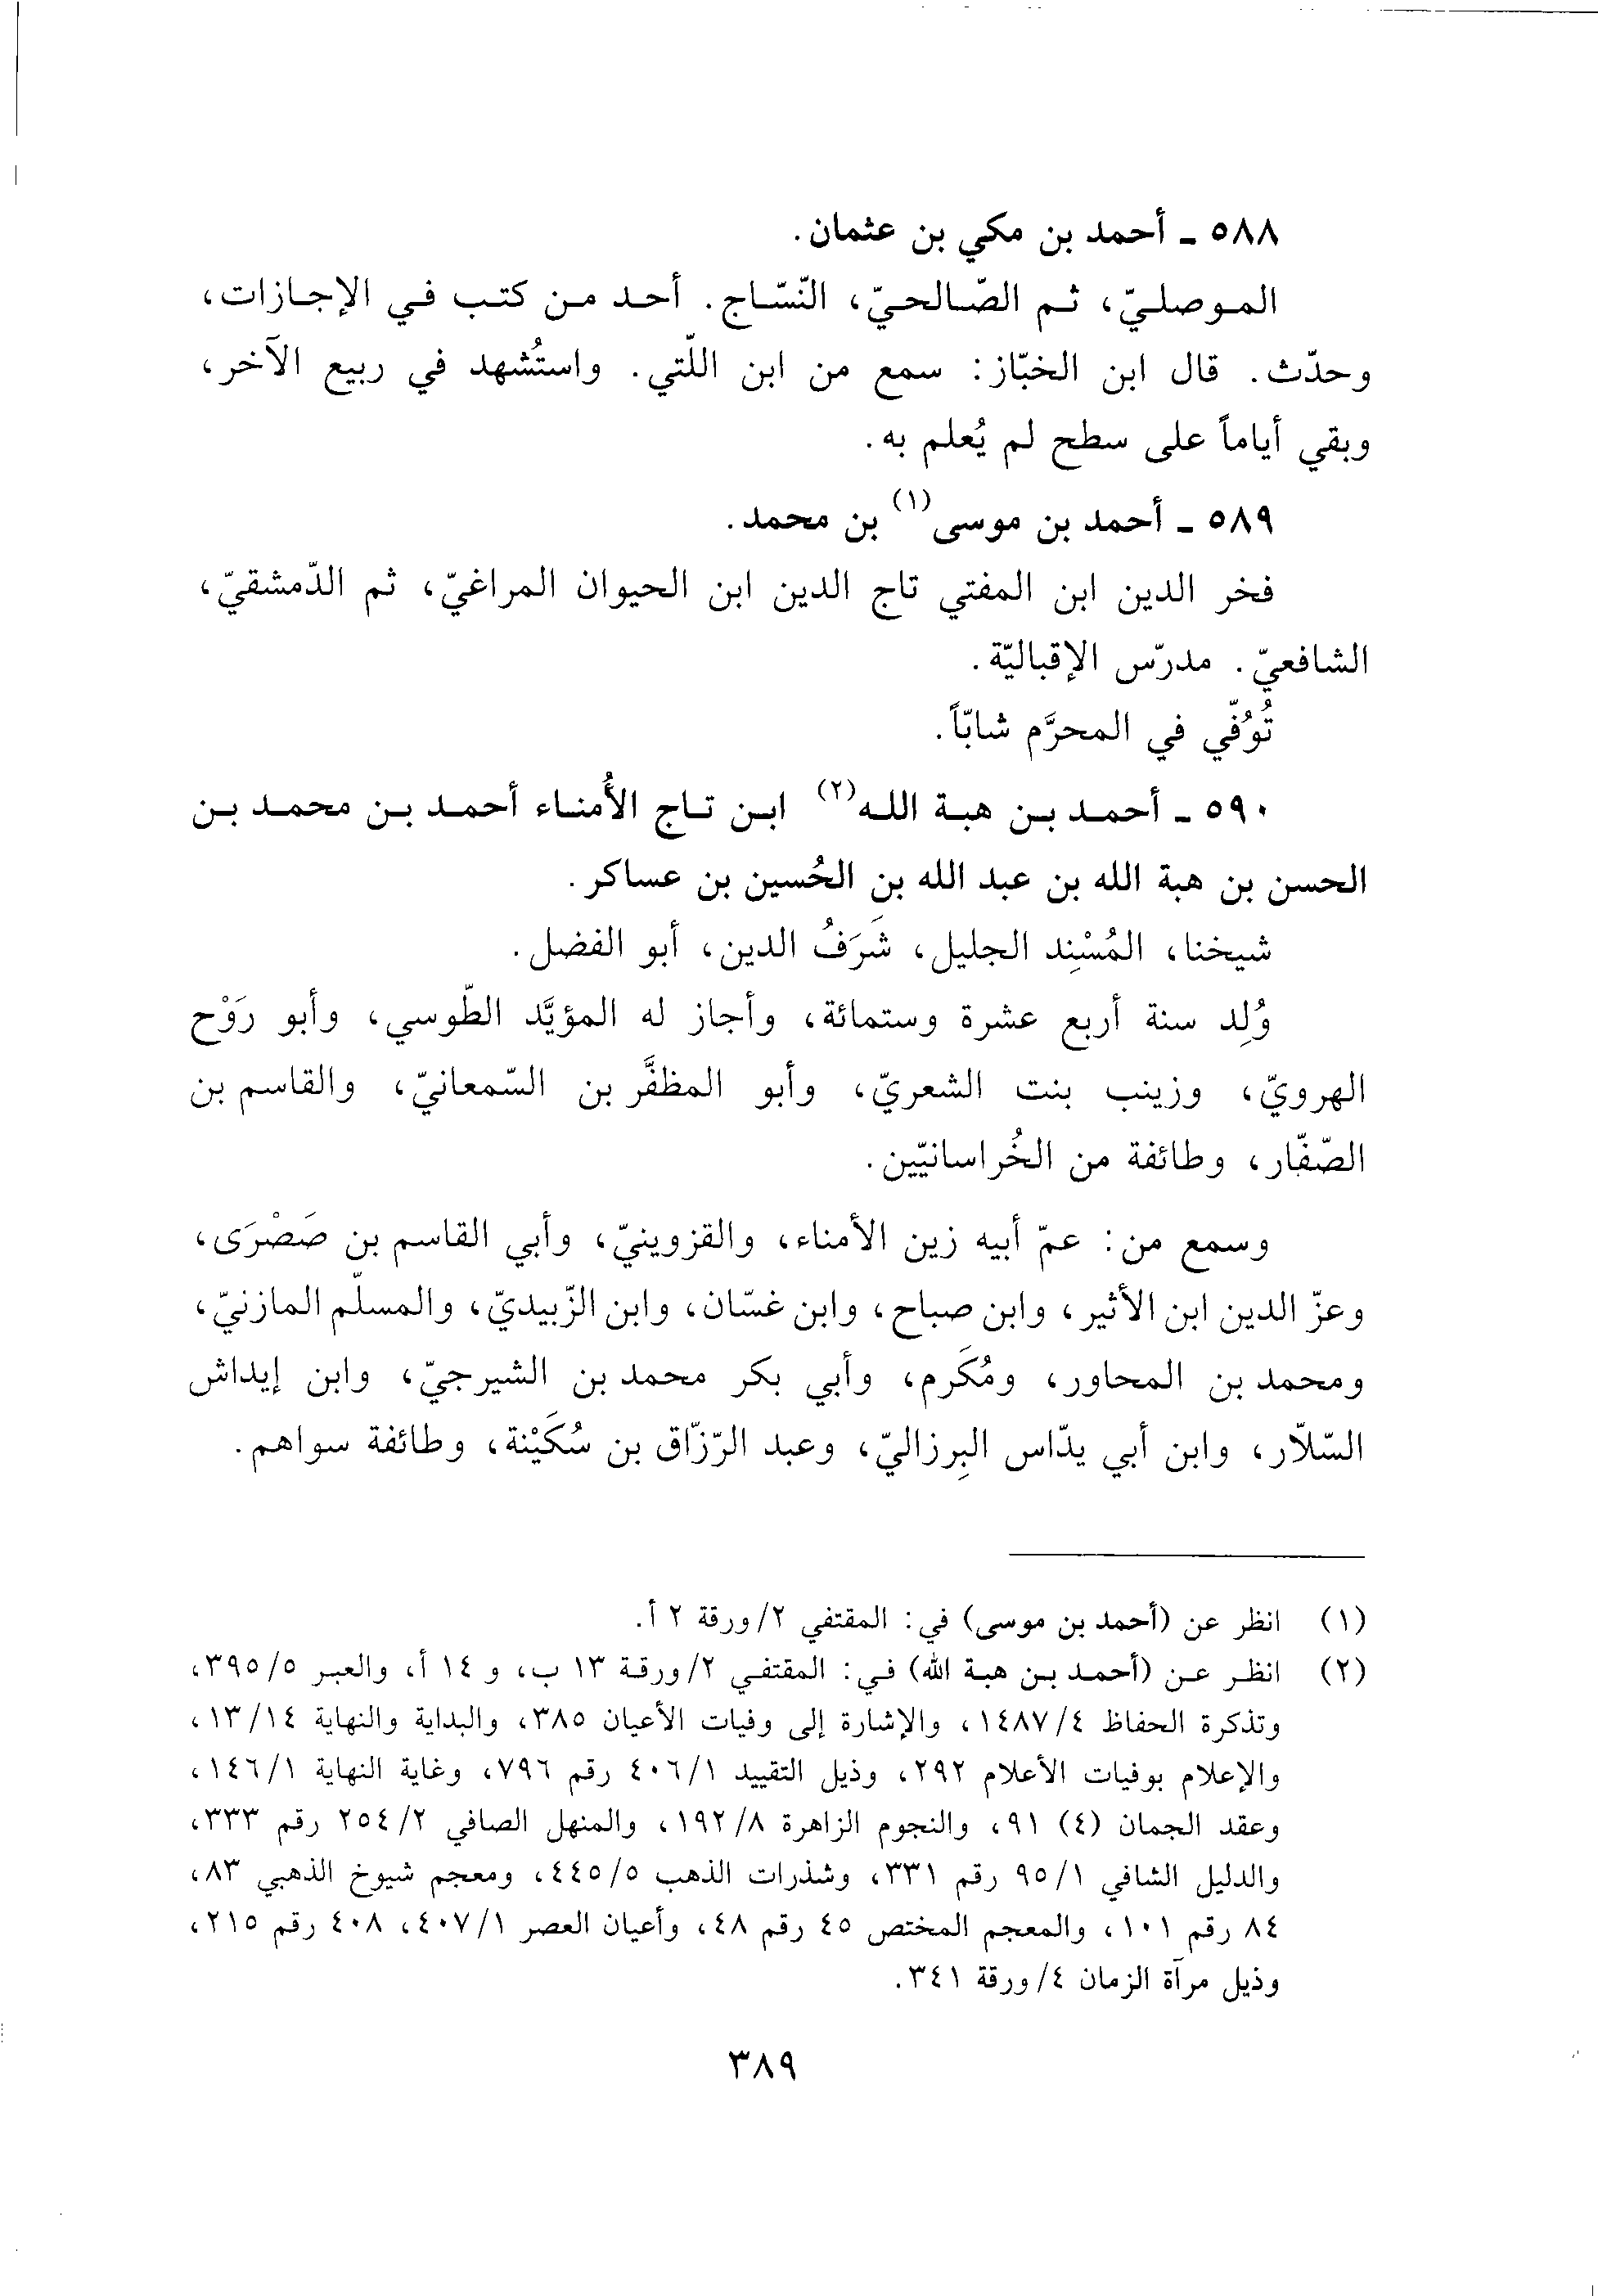 ٥٨٨ ـ أحمد بن مكي بن عثمان.
الموصليّ، ثم الصّالحيّ، النّسّاج. أحد من كتب في الإجازات،
وحدّث. قال ابن الخبّاز: سمع من ابن اللّتي. واستُشهد في ربيع الآخر،
وبقي أياماً على سطح لم يُعلم به.
٥٨٩ ـ أحمد بن موسى(١) بن محمد.
فخر الدين ابن المفتي تاج الدين ابن الحيوان المراغيّ، ثم الدّمشقيّ،
الشافعيّ. مدرّس الإقباليّة.
تُوُفّي في المحرَّم شابّاً.
٥٩٠ ـ أحمد بن هبة الله(٢) ابن تاج الأُمناء أحمد بن محمد بن
الحسن بن هبة الله بن عبد الله بن الحُسين بن عساكر.
شيخنا، المُسْنِد الجليل، شَرَفُ الدين، أبو الفضل.
وُلِد سنة أربع عشرة وستمائة، وأجاز له المؤيَّد الطّوسي، وأبو رَوْح
الهرويّ، وزينب بنت الشعريّ، وأبو المظفَّر بن السّمعانيّ، والقاسم بن
الصّفّار، وطائفة من الخُراسانيّين.
وسمع من: عمّ أبيه زين الأمناء، والقزوينيّ، وأبي القاسم بن صَصْرَى،
وعزّ الدين ابن الأثير، وابن صباح، وابن غسّان، وابن الزّبيديّ، والمسلّم المازنيّ،
ومحمد بن المحاور، ومُكَرم، وأبي بكر محمد بن الشيرجيّ، وابن إيداش
السّلّار، وابن أبي يدّاس البِرزاليّ، وعبد الرّزّاق بن سُكَيْنة، وطائفة سواهم.
(١) انظر عن (أحمد بن موسى) في: المقتفي ٢/ورقة ٢ أ.
(٢) انظر عن (أحمد بن هبة الله) في: المقتفي ٢/ورقة ١٣ ب، و ١٤ أ، والعبر ٣٩٥/٥،
وتذكرة الحفاظ ١٤٨٧/٤، والإشارة إلى وفيات الأعيان ٣٨٥، والبداية والنهاية ١٣/١٤،
والإعلام بوفيات الأعلام ٢٩٢، وذيل التقييد ٤٠٦/١ رقم ٧٩٦، وغاية النهاية ١٤٦/١،
وعقد الجمان (٤) ٩١، والنجوم الزاهرة ١٩٢/٨، والمنهل الصافي ٢٥٤/٢ رقم ٣٣٣،
والدليل الشافي ٩٥/١ رقم ٣٣١، وشذرات الذهب ٤٤٥/٥، ومعجم شيوخ الذهبي ٨٣،
٨٤ رقم ١٠١، والمعجم المختص ٤٥ رقم ٤٨، وأعيان العصر ٤٠٧/١، ٤٠٨ رقم ٢١٥،
وذيل مرآة الزمان ٤/ورقة ٣٤١.
٣٨٩